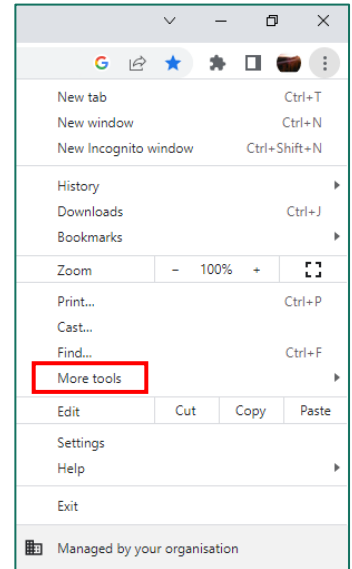 New tab Ctrl+T
New window Ctrl+N
New Incognito window Ctrl+Shift+N
History
Downloads Ctrl+J
Bookmarks
Zoom - 100% +
Print... Ctrl+P
Cast...
Find... Ctrl+F
More tools
Edit Cut Copy Paste
Settings
Help
Exit
Managed by your organisation